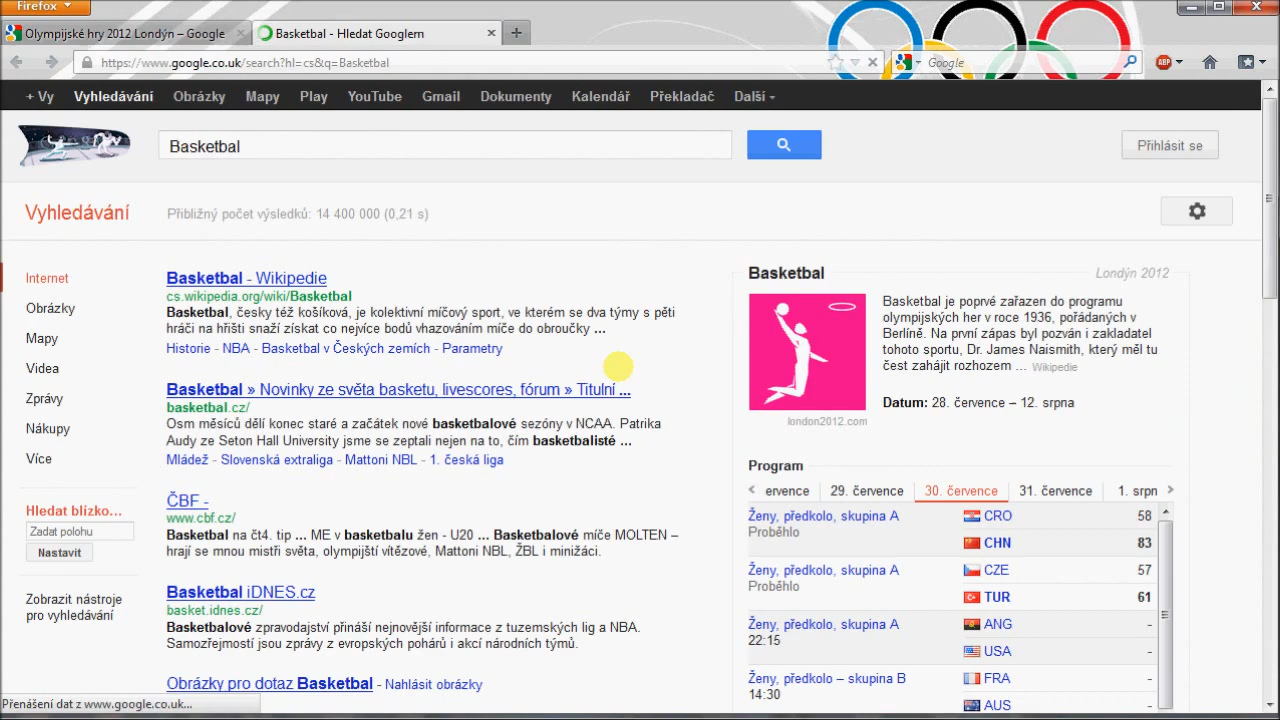 Firefox
Olympijské hry 2012 Londýn – Google
Basketbal - Hledat Googlem
https://www.google.co.uk/search?hl=cs&q=Basketbal
Google
ABP
+ Vy Vyhledávání Obrázky Mapy Play YouTube Gmail Dokumenty Kalendář Překladač Další
Basketbal
Přihlásit se
Vyhledávání
Přibližný počet výsledků: 14 400 000 (0,21 s)
Internet
Obrázky
Mapy
Videa
Zprávy
Nákupy
Více
Hledat blízko...
Zadat polohu
Nastavit
Zobrazit nástroje
pro vyhledávání
Basketbal - Wikipedie
cs.wikipedia.org/wiki/Basketbal
Basketbal, česky též košíková, je kolektivní míčový sport, ve kterém se dva týmy s pěti
hráči na hřišti snaží získat co nejvíce bodů vhazováním míče do obroučky ...
Historie - NBA - Basketbal v Českých zemích - Parametry
Basketbal » Novinky ze světa basketu, livescores, fórum » Titulní ...
basketbal.cz/
Osm měsíců dělí konec staré a začátek nové basketbalové sezóny v NCAA. Patrika
Audy ze Seton Hall University jsme se zeptali nejen na to, čím basketbalisté ...
Mládež - Slovenská extraliga - Mattoni NBL - 1. česká liga
ČBF -
www.cbf.cz/
Basketbal na čt4. tip ... ME v basketbalu žen - U20 ... Basketbalové míče MOLTEN –
hrají se mnou mistři světa, olympijští vítězové, Mattoni NBL, ŽBL i minižáci.
Basketbal iDNES.cz
basket.idnes.cz/
Basketbalové zpravodajství přináší nejnovější informace z tuzemských lig a NBA.
Samozřejmostí jsou zprávy z evropských pohárů i akcí národních týmů.
Obrázky pro dotaz Basketbal - Nahlásit obrázky
Basketbal
Londýn 2012
Basketbal je poprvé zařazen do programu
olympijských her v roce 1936, pořádaných v
Berlíně. Na první zápas byl pozván i zakladatel
tohoto sportu, Dr. James Naismith, který měl tu
čest zahájit rozhozem ... Wikipedie
Datum: 28. července – 12. srpna
london2012.com
Program
ervence 29. července 30. července 31. července 1. srpn
Ženy, předkolo, skupina A CRO 58
Proběhlo
CHN 83
Ženy, předkolo, skupina A CZE 57
Proběhlo
TUR 61
Ženy, předkolo, skupina A ANG -
22:15
USA -
Ženy, předkolo – skupina B FRA -
14:30
AUS -
Přenášení dat z www.google.co.uk...